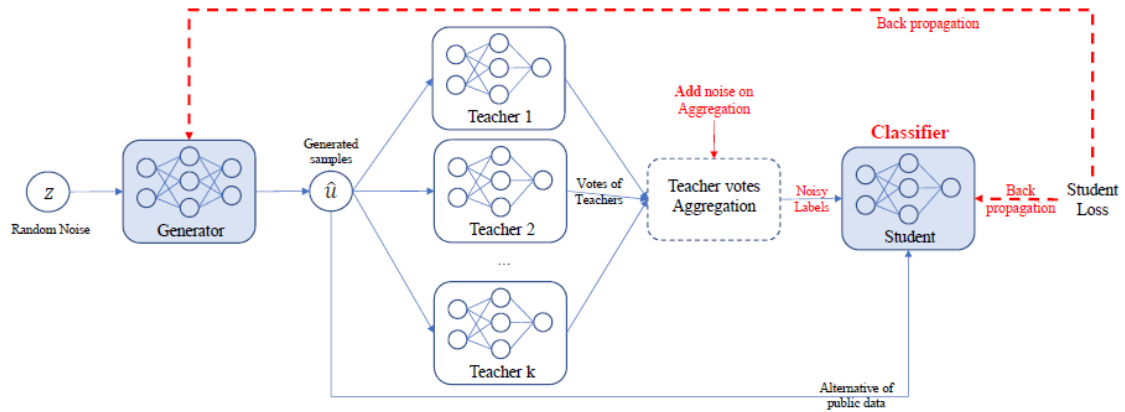 Back propagation
Teacher 1
Add noise on
Aggregation
Generated
samples
Classifier
z
û
Random Noise
Generator
Teacher 2
Votes of
Teachers
Teacher votes
Aggregation
Noisy
Labels
Student
Back
propagation
Student
Loss
...
Teacher k
Alternative of
public data